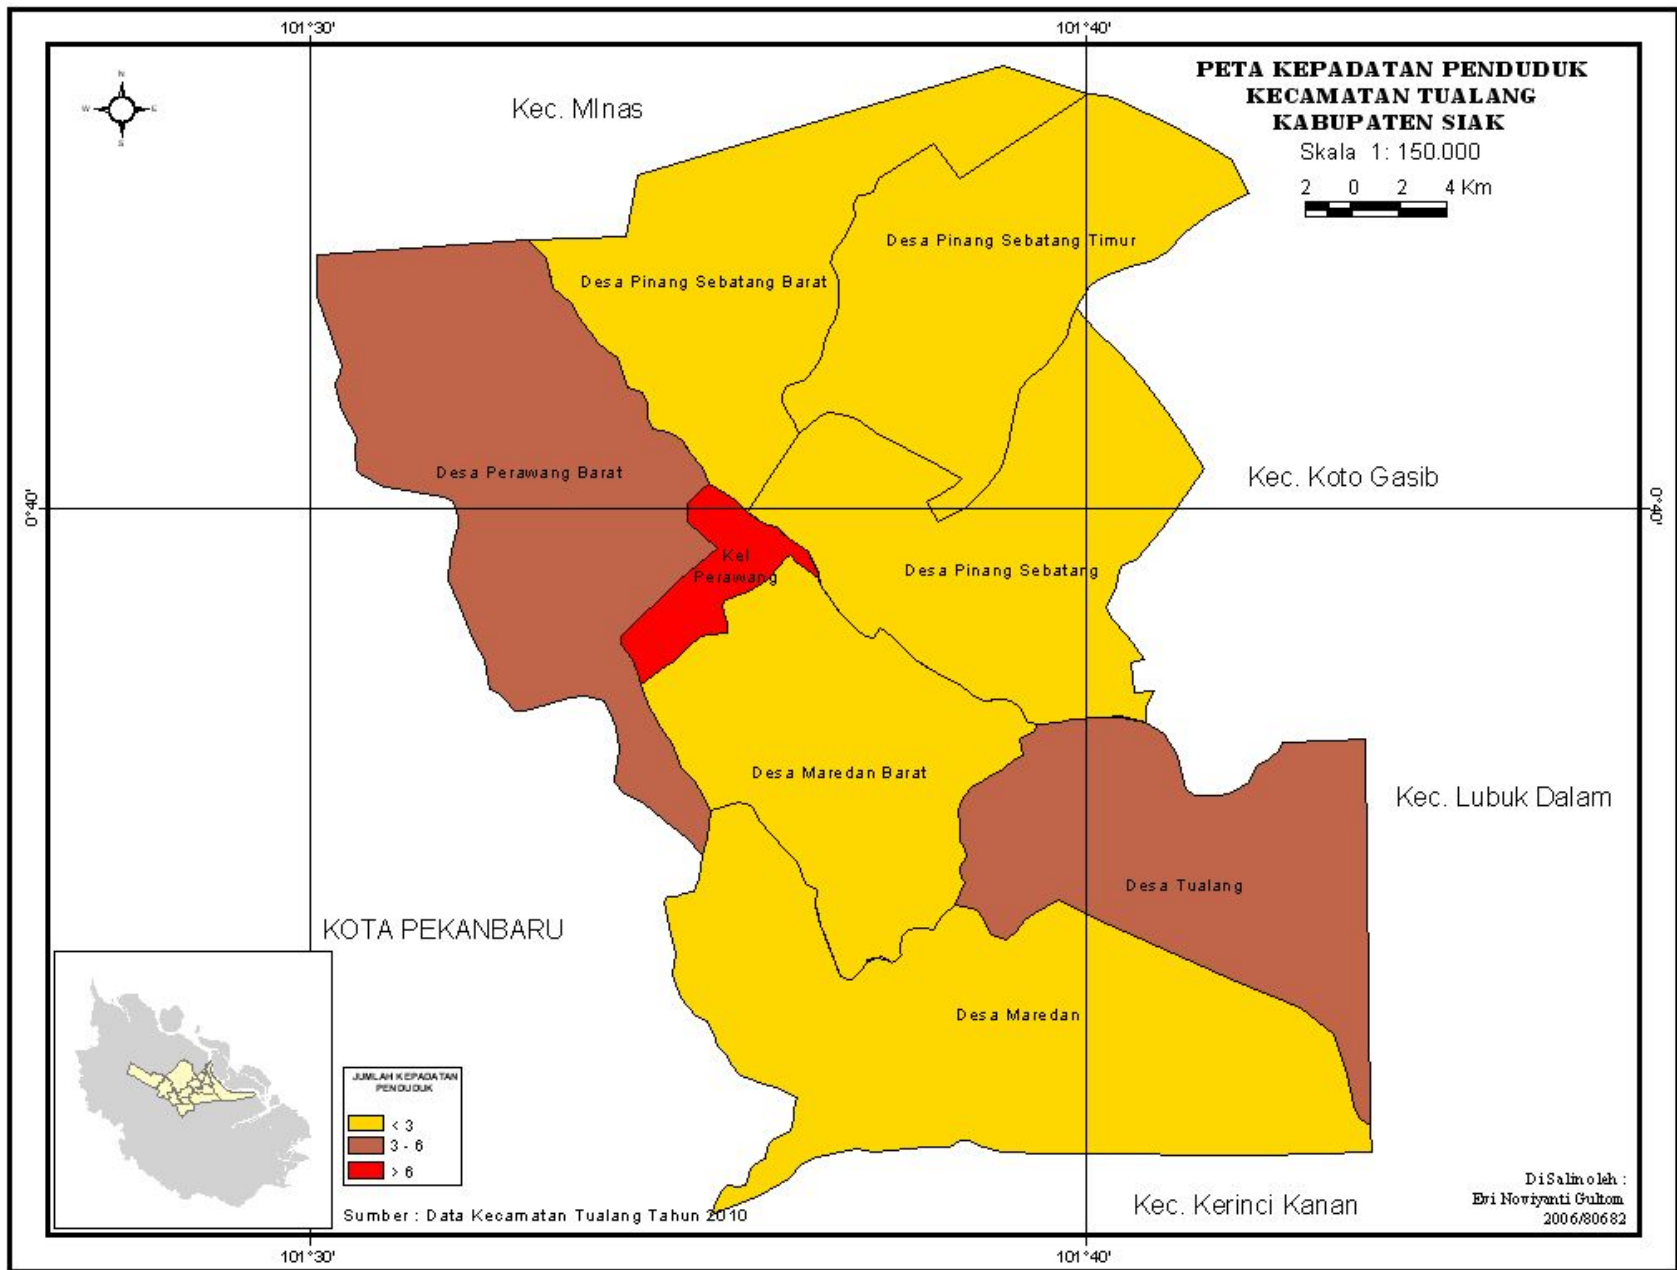 101°30'
101°40'
N
W
E
S
Kec. MInas
PETA KEPADATAN PENDUDUK
KECAMATAN TUALANG
KABUPATEN SIAK
Skala 1: 150.000
2 0 2 4 Km
Desa Pinang Sebatang Timur
Desa Pinang Sebatang Barat
Desa Perawang Barat
Kec. Koto Gasib
0°40'
0°40'
Kel
Perawang
Desa Pinang Sebatang
Desa Maredan Barat
Kec. Lubuk Dalam
Desa Tualang
KOTA PEKANBARU
Desa Maredan
JUMLAH KEPADATAN
PENDUDUK
< 3
3 - 6
> 6
Sumber : Data Kecamatan Tualang Tahun 2010
Kec. Kerinci Kanan
Di Salin oleh :
Evi Noviyanti Gultom
2006/80682
101°30'
101°40'